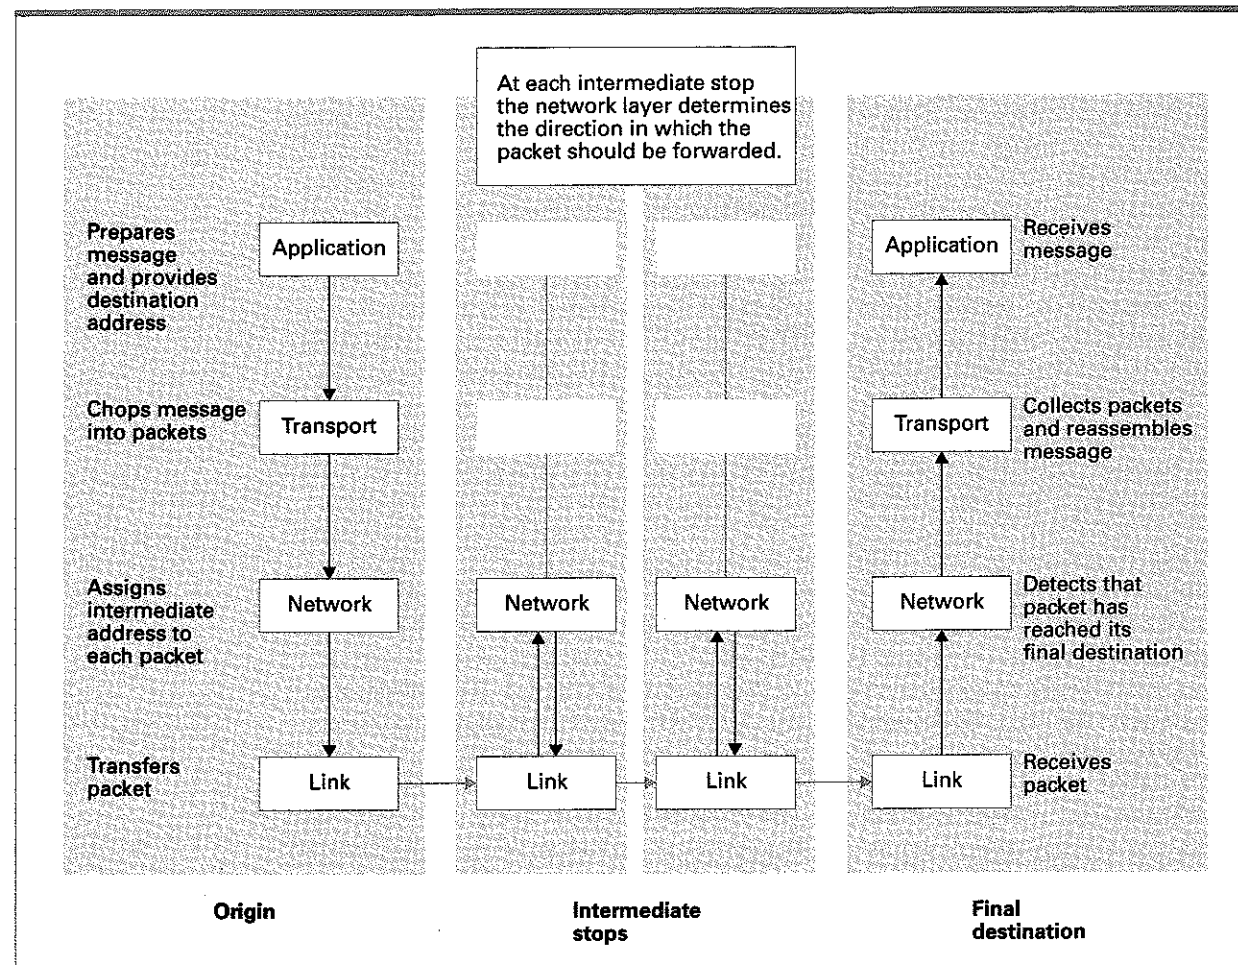 At each intermediate stop
the network layer determines
the direction in which the
packet should be forwarded.
Prepares
message
and provides
destination
address
Application
Application
Receives
message
Chops message
into packets
Transport
Transport
Collects packets
and reassembles
message
Assigns
intermediate
address to
each packet
Network
Network
Network
Network
Detects that
packet has
reached its
final destination
Transfers
packet
Link
Link
Link
Link
Receives
packet
Origin
Intermediate
stops
Final
destination